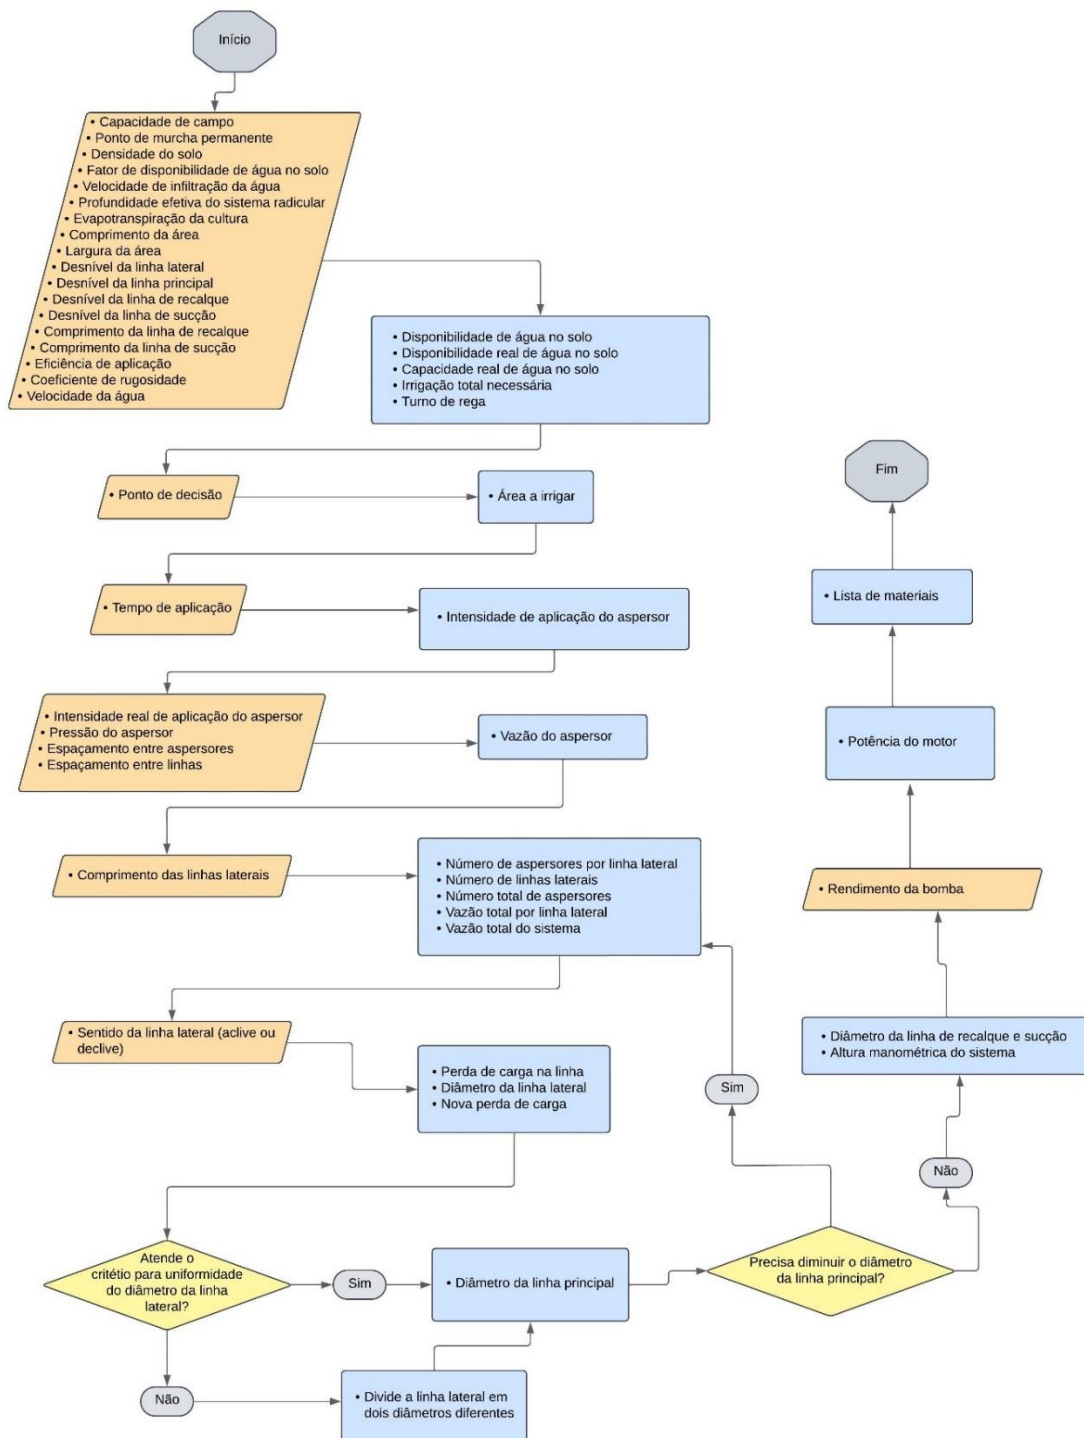 Início
• Capacidade de campo
• Ponto de murcha permanente
• Densidade do solo
• Fator de disponibilidade de água no solo
• Velocidade de infiltração da água
• Profundidade efetiva do sistema radicular
• Evapotranspiração da cultura
• Comprimento da área
• Largura da área
• Desnível da linha lateral
• Desnível da linha principal
• Desnível da linha de recalque
• Desnível da linha de sucção
• Comprimento da linha de recalque
• Comprimento da linha de sucção
• Eficiência de aplicação
• Coeficiente de rugosidade
• Velocidade da água
• Disponibilidade de água no solo
• Disponibilidade real de água no solo
• Capacidade real de água no solo
• Irrigação total necessária
• Turno de rega
• Ponto de decisão
• Área a irrigar
• Tempo de aplicação
• Intensidade de aplicação do aspersor
• Intensidade real de aplicação do aspersor
• Pressão do aspersor
• Espaçamento entre aspersores
• Espaçamento entre linhas
• Vazão do aspersor
• Comprimento das linhas laterais
• Número de aspersores por linha lateral
• Número de linhas laterais
• Número total de aspersores
• Vazão total por linha lateral
• Vazão total do sistema
• Sentido da linha lateral (aclive ou
declive)
• Perda de carga na linha
• Diâmetro da linha lateral
• Nova perda de carga
Atende o
critétio para uniformidade
do diâmetro da linha
lateral?
Sim
Não
• Divide a linha lateral em
dois diâmetros diferentes
• Diâmetro da linha principal
Precisa diminuir o diâmetro
da linha principal?
Sim
Não
• Diâmetro da linha de recalque e sucção
• Altura manométrica do sistema
• Rendimento da bomba
• Potência do motor
• Lista de materiais
Fim